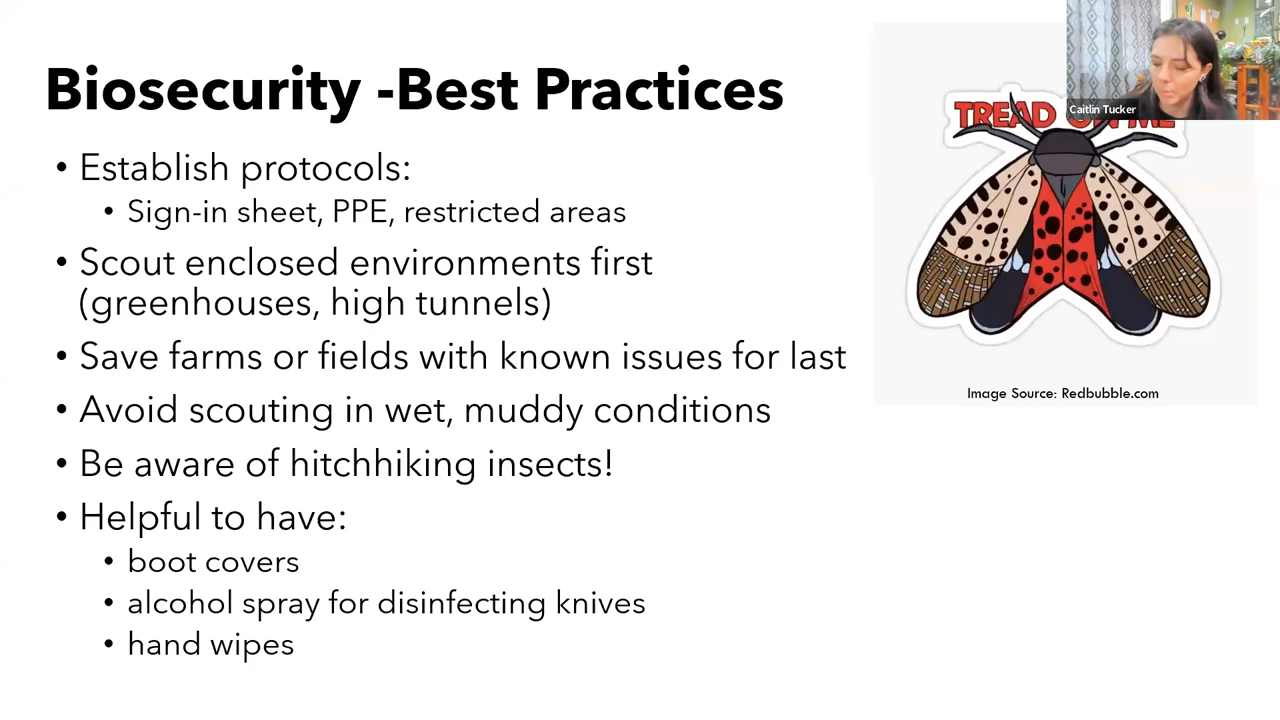 Biosecurity -Best Practices
• Establish protocols:
• Sign-in sheet, PPE, restricted areas
• Scout enclosed environments first
(greenhouses, high tunnels)
• Save farms or fields with known issues for last
• Avoid scouting in wet, muddy conditions
• Be aware of hitchhiking insects!
• Helpful to have:
• boot covers
• alcohol spray for disinfecting knives
• hand wipes
Caitlin Tucker
TREAD ON ME
Image Source: Redbubble.com